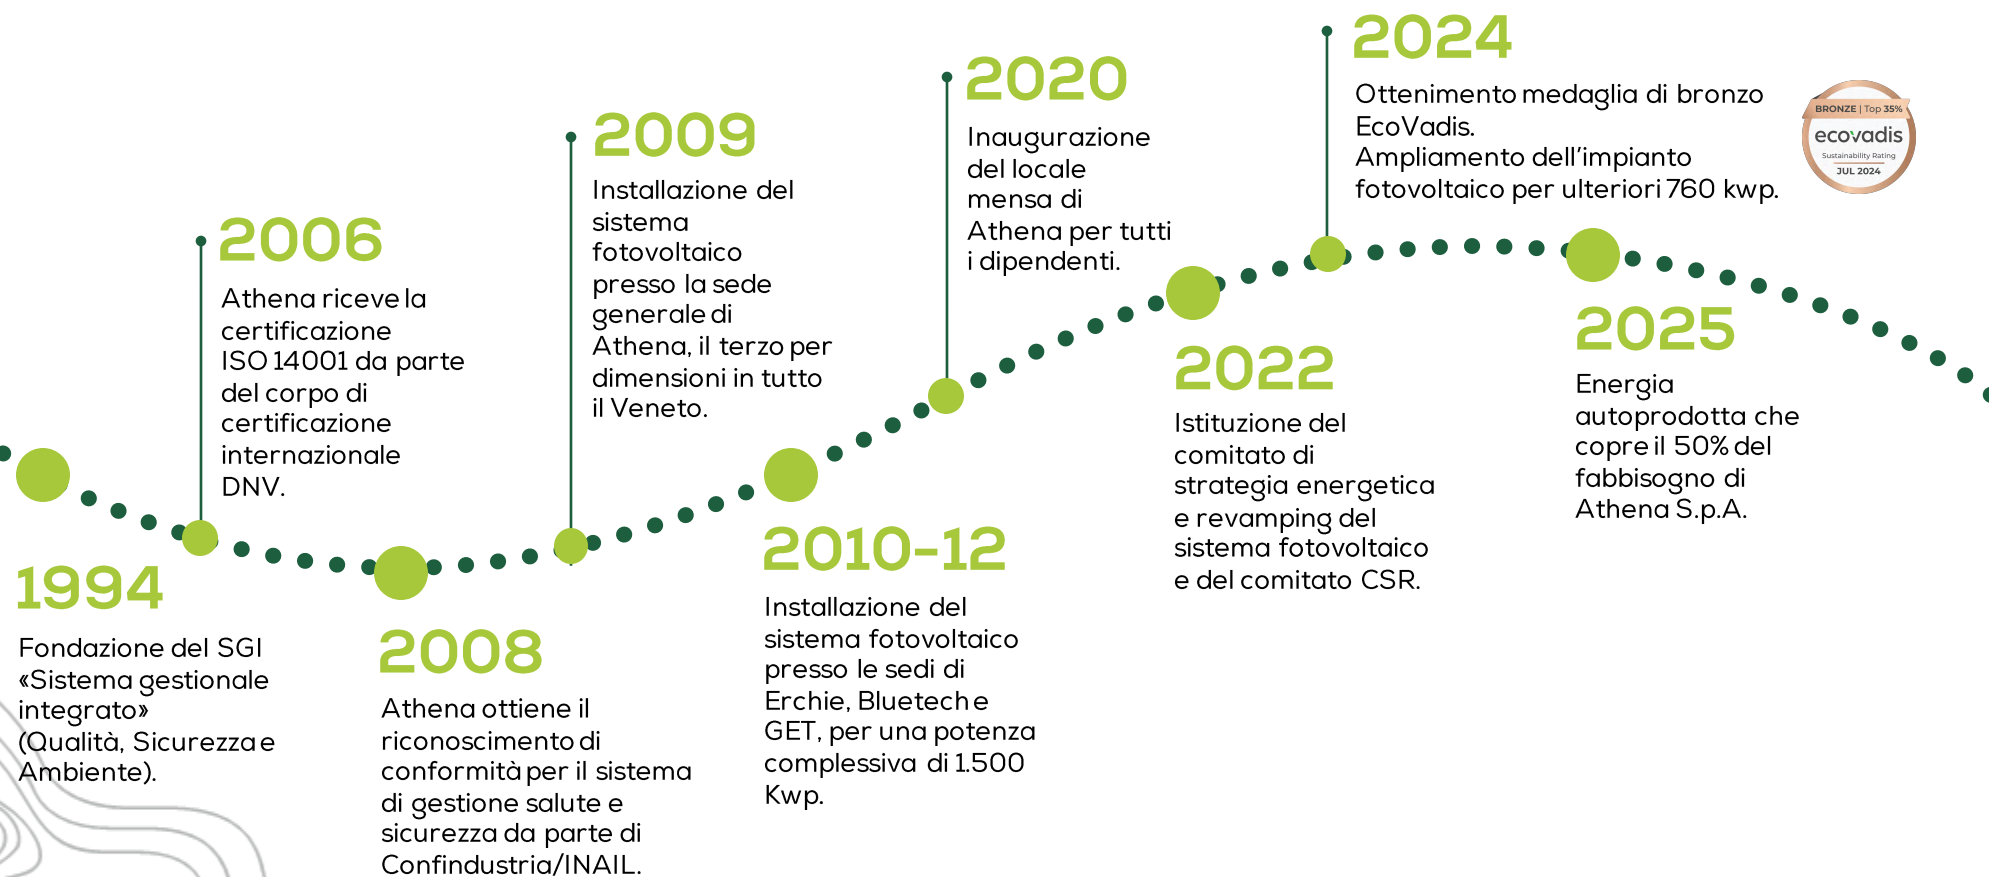 1994
Fondazione del SGI
«Sistema gestionale
integrato»
(Qualità, Sicurezza e
Ambiente).
2006
Athena riceve la
certificazione
ISO 14001 da parte
del corpo di
certificazione
internazionale
DNV.
2008
Athena ottiene il
riconoscimento di
conformità per il sistema
di gestione salute e
sicurezza da parte di
Confindustria/INAIL.
2009
Installazione del
sistema
fotovoltaico
presso la sede
generale di
Athena, il terzo per
dimensioni in tutto
il Veneto.
2010-12
Installazione del
sistema fotovoltaico
presso le sedi di
Erchie, Bluetech e
GET, per una potenza
complessiva di 1.500
Kwp.
2020
Inaugurazione
del locale
mensa di
Athena per tutti
i dipendenti.
2022
Istituzione del
comitato di
strategia energetica
e revamping del
sistema fotovoltaico
e del comitato CSR.
2024
Ottenimento medaglia di bronzo
EcoVadis.
Ampliamento dell'impianto
fotovoltaico per ulteriori 760 kwp.
BRONZE | Top 35%
ecovadis
Sustainability Rating
JUL 2024
2025
Energia
autoprodotta che
copre il 50% del
fabbisogno di
Athena S.p.A.